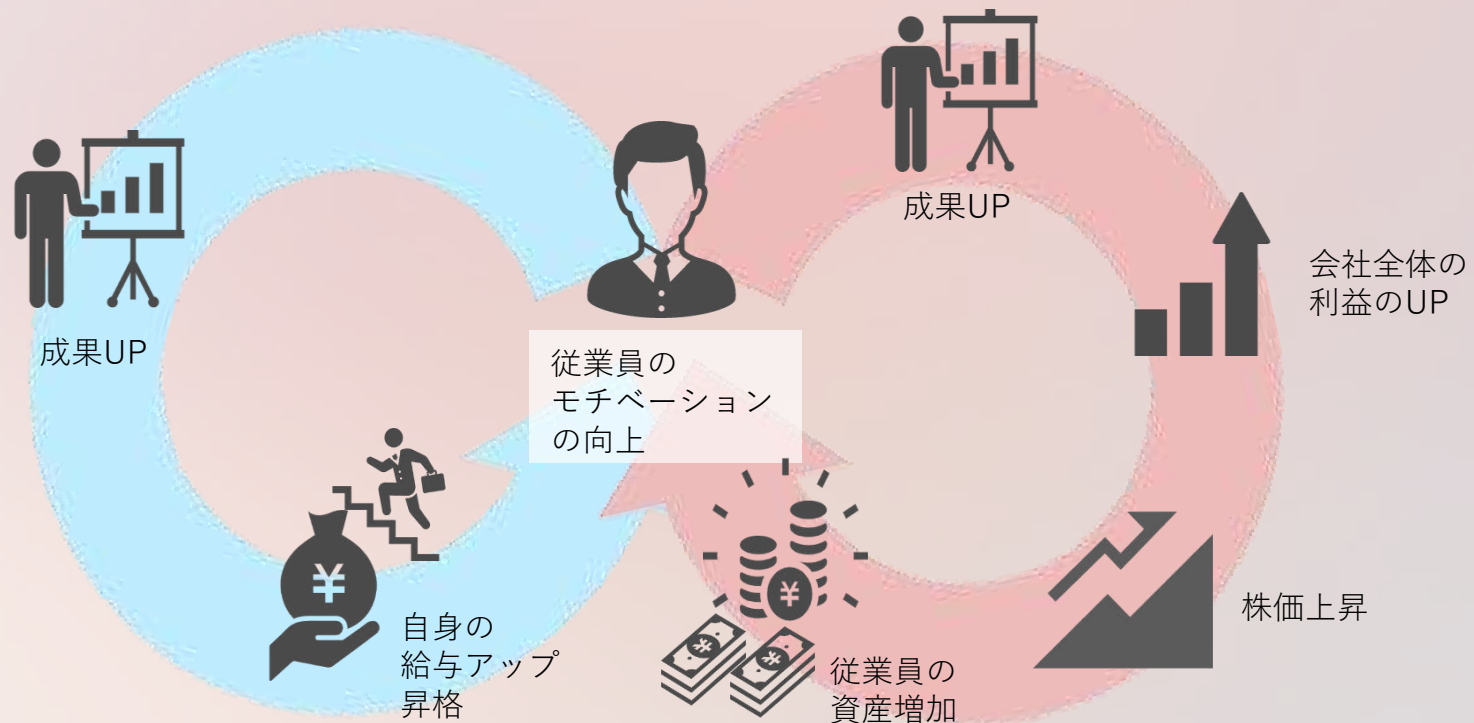 成果UP
成果UP
会社全体の
利益のUP
従業員の
モチベーション
の向上
¥
自身の
給与アップ
昇格
¥
¥
¥
従業員の
資産増加
株価上昇